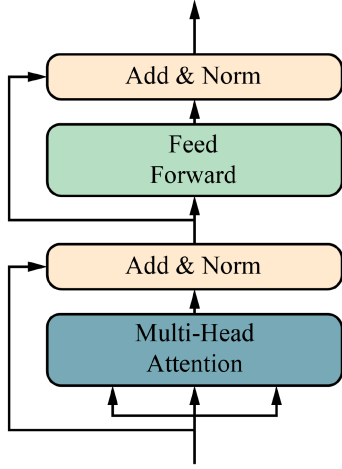 Add & Norm
Feed
Forward
Add & Norm
Multi-Head
Attention